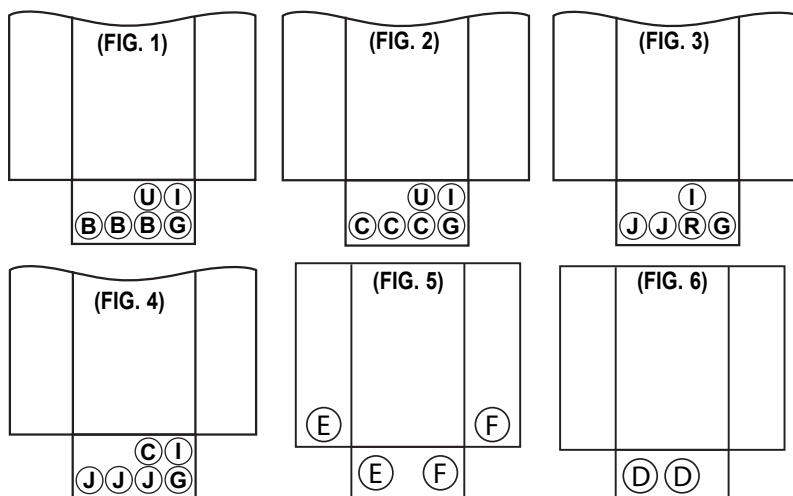 (FIG. 1)
U I
B B B G
(FIG. 2)
U I
C C C G
(FIG. 3)
I
J J R G
(FIG. 4)
C I
J J J G
(FIG. 5)
E F
E F
(FIG. 6)
D D